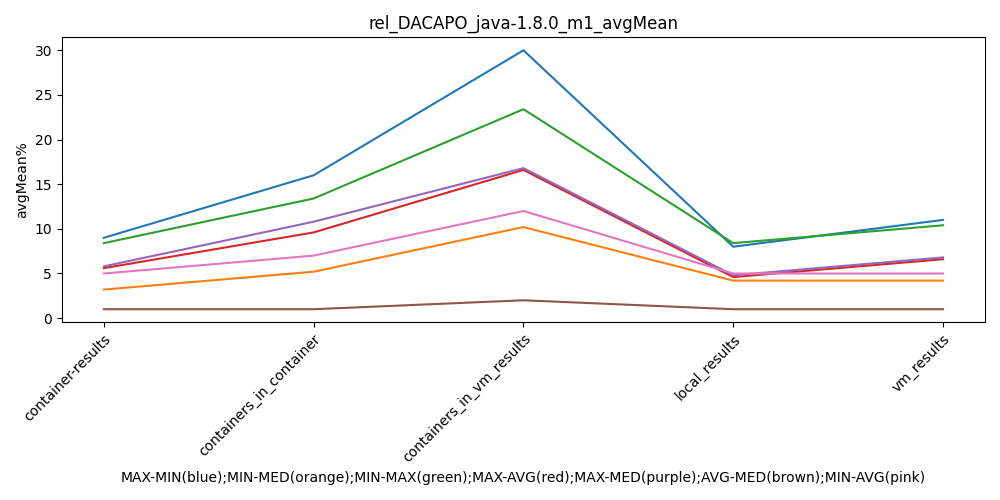 rel_DACAPO_java-1.8.0_m1_avgMean
30
25
20
15
10
5
0
avgMean%
container-results
containers_in_container
containers_in_vm_results
local_results
vm_results
MAX-MIN(blue);MIN-MED(orange);MIN-MAX(green);MAX-AVG(red);MAX-MED(purple);AVG-MED(brown);MIN-AVG(pink)